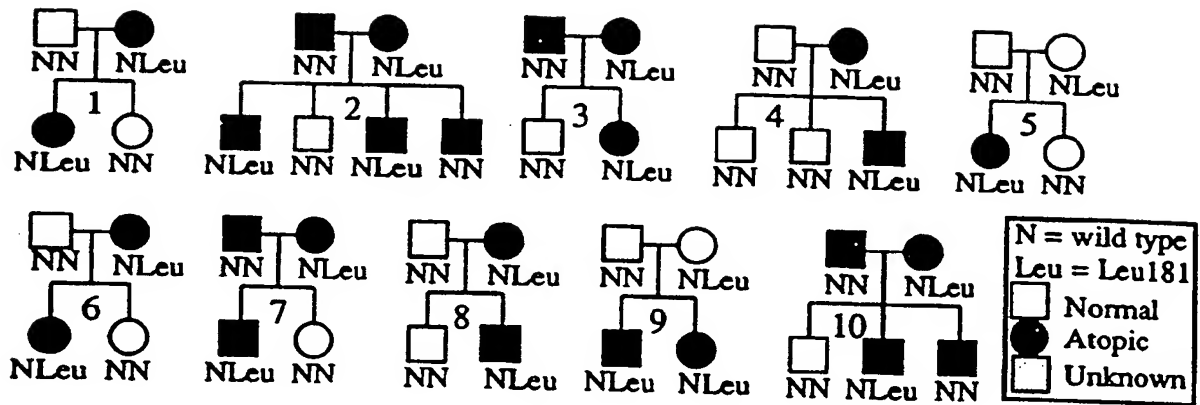 NN NLeu NN NLeu NN NLeu NN NLeu NN NLeu
1 2 3 4 5
NLeu NN NLeu NN NLeu NN NN NLeu NN NN NLeu NLeu NN
NN NLeu NN NLeu NN NLeu NN NLeu NN NLeu
6 7 8 9 10
NLeu NN NLeu NN NN NLeu NLeu NLeu NN NLeu NN
N = wild type
Leu = Leu181
Normal
Atopic
Unknown